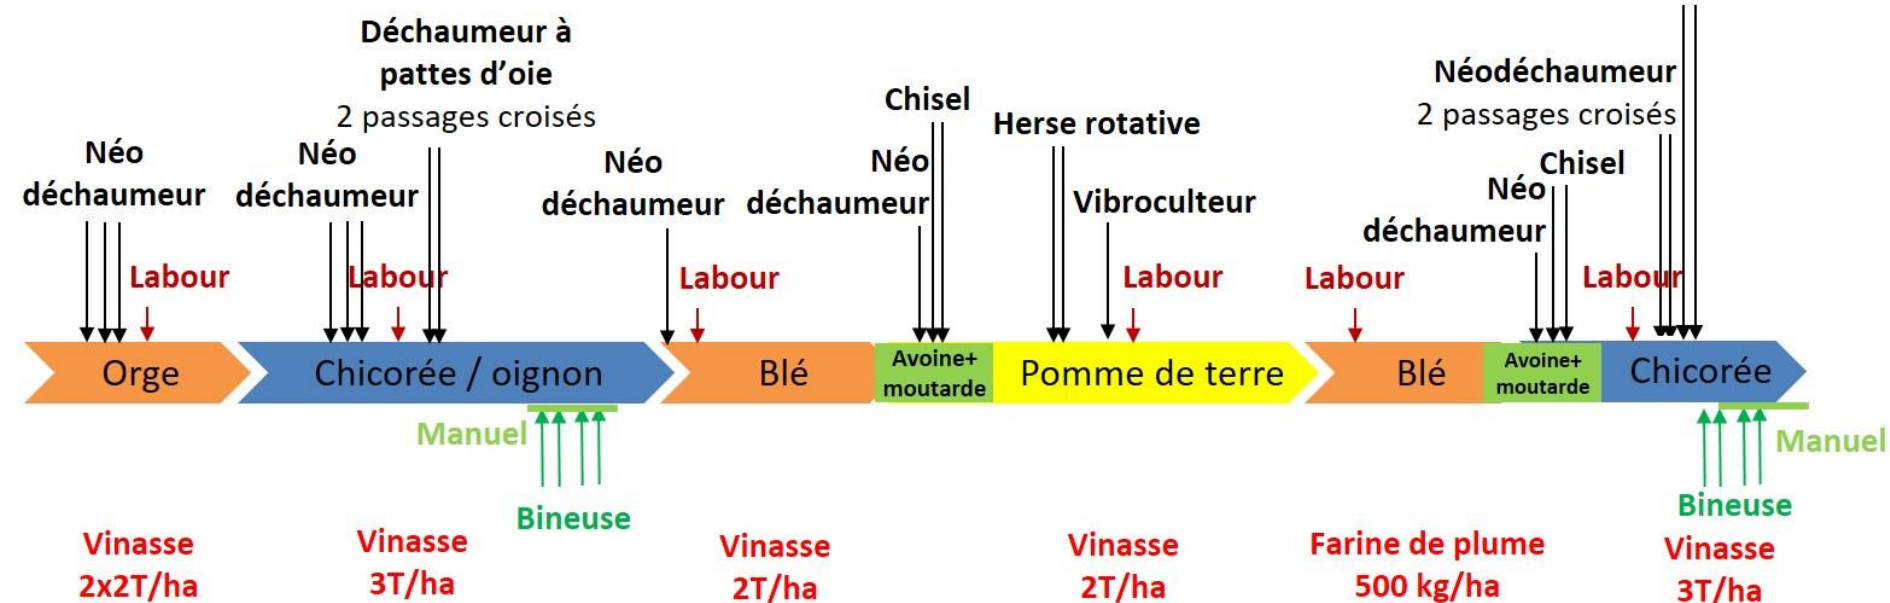 Déchaumeur à
pattes d'oie
2 passages croisés
Néo
déchaumeur
Labour
Néo
déchaumeur
Labour
Néo
déchaumeur
Labour
Néo
déchaumeur
Chisel
Herse rotative
Vibroculteur
Labour
Labour
Néo
déchaumeur
Chisel
Labour
Néodéchaumeur
2 passages croisés
Orge
Chicorée / oignon
Blé
Avoine+
moutarde
Pomme de terre
Blé
Avoine+
moutarde
Chicorée
Manuel
Bineuse
Manuel
Bineuse
Vinasse
2x2T/ha
Vinasse
3T/ha
Vinasse
2T/ha
Vinasse
2T/ha
Farine de plume
500 kg/ha
Vinasse
3T/ha